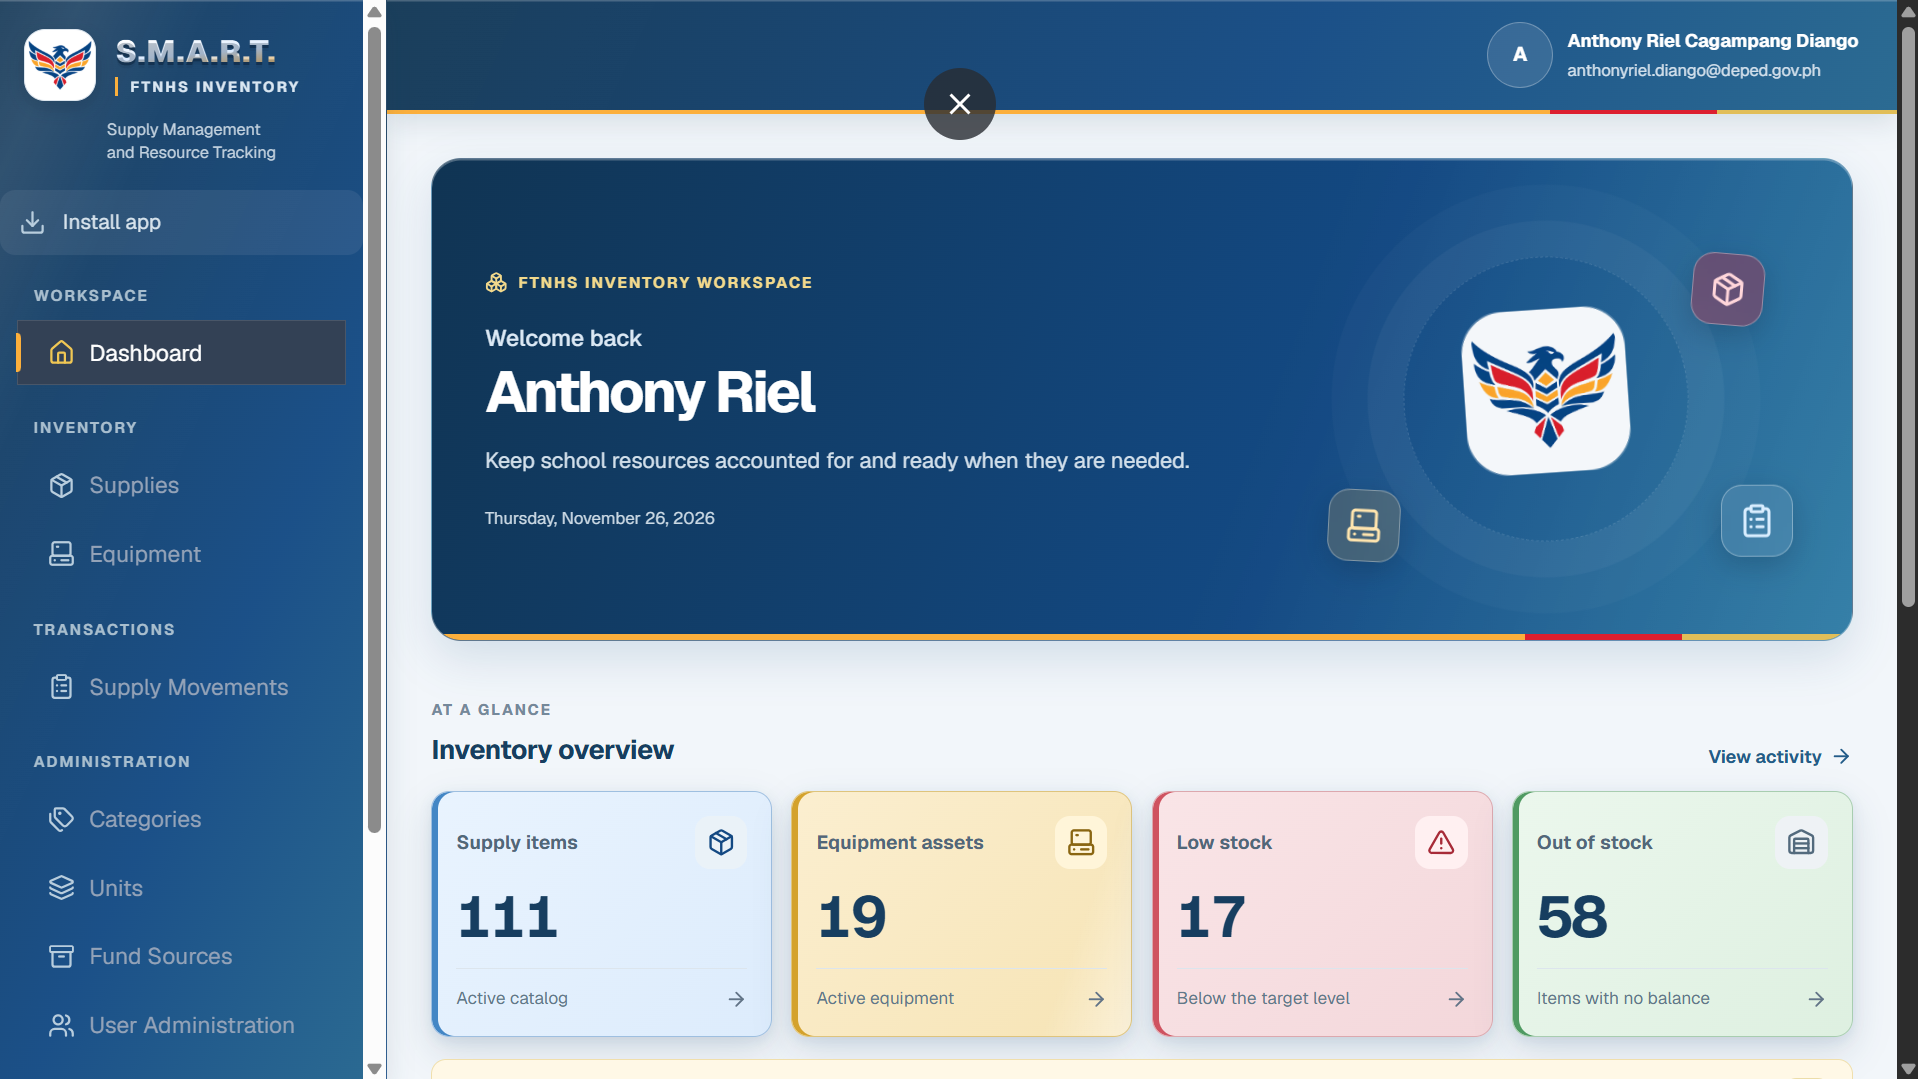 S.M.A.R.T.
FTNHS INVENTORY
Supply Management
and Resource Tracking
Install app
WORKSPACE
Dashboard
INVENTORY
Supplies
Equipment
TRANSACTIONS
Supply Movements
ADMINISTRATION
Categories
Units
Fund Sources
User Administration
A
Anthony Riel Cagampang Diango
anthonyriel.diango@deped.gov.ph
FTNHS INVENTORY WORKSPACE
Welcome back
Anthony Riel
Keep school resources accounted for and ready when they are needed.
Thursday, November 26, 2026
AT A GLANCE
Inventory overview
View activity
Supply items
111
Active catalog
Equipment assets
19
Active equipment
Low stock
17
Below the target level
Out of stock
58
Items with no balance